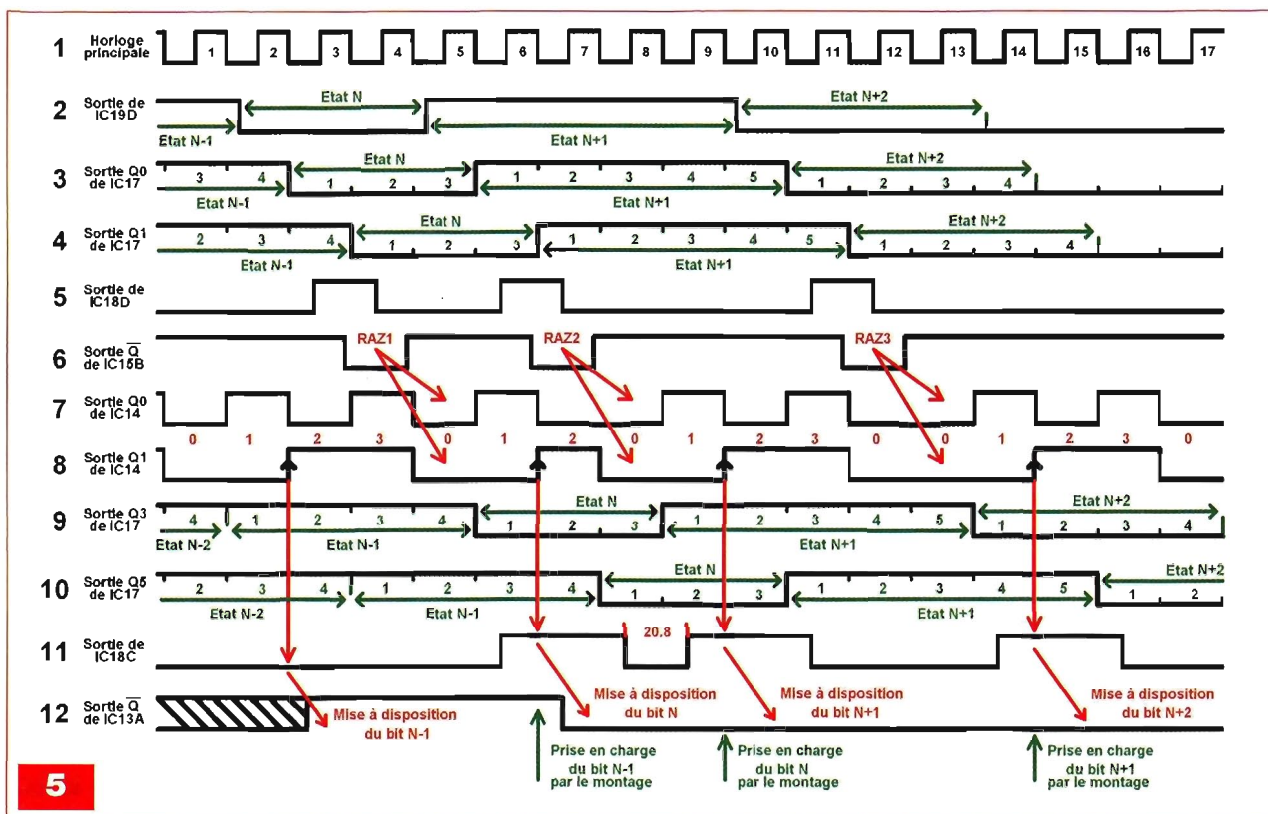 1 Horloge principale 1 2 3 4 5 6 7 8 9 10 11 12 13 14 15 16 17
2 Sortie de IC19D Etat N-1 Etat N Etat N+1 Etat N+2
3 Sortie Q0 de IC17 Etat N Etat N+2
3 4 1 2 3 1 2 3 4 5 1 2 3 4
Etat N-1 Etat N+1
4 Sortie Q1 de IC17 Etat N Etat N+2
2 3 4 1 2 3 1 2 3 4 5 1 2 3 4
Etat N-1 Etat N+1
5 Sortie de IC18D
RAZ1 RAZ2 RAZ3
6 Sortie Q de IC15B
7 Sortie Q0 de IC14
0 1 2 3 0 1 2 0 1 2 3 0 0 1 2 3 0
8 Sortie Q1 de IC14
9 Sortie Q3 de IC17 Etat N Etat N+2
4 1 2 3 4 1 2 3 1 2 3 4 5 1 2 3 4
Etat N-2 Etat N-1 Etat N+1
10 Sortie Q5 de IC17 Etat N Etat N+2
2 3 4 1 2 3 4 1 2 3 1 2 3 4 5 1 2
Etat N-2 Etat N-1 Etat N+1
11 Sortie de IC18C 20.8
12 Sortie Q de IC13A
Mise à disposition du bit N-1
Mise à disposition du bit N
Mise à disposition du bit N+1
Mise à disposition du bit N+2
Prise en charge du bit N-1 par le montage
Prise en charge du bit N par le montage
Prise en charge du bit N+1 par le montage
5